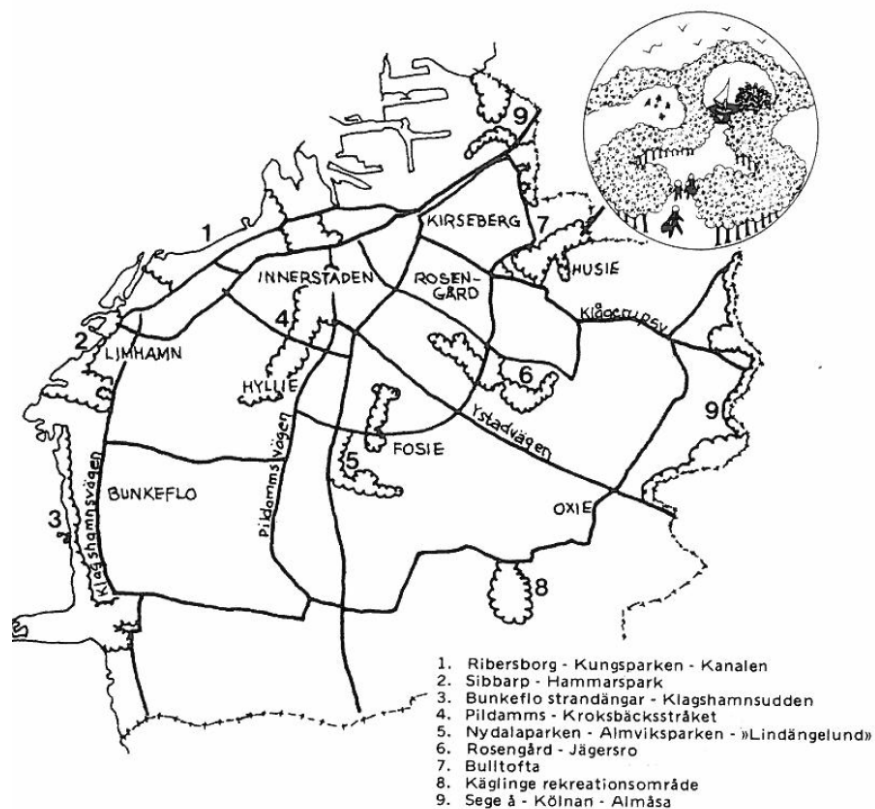 9
1
KIRSEBERG
7
INNERSTADEN
ROSEN-
GÅRD
HUSIE
Klågerupsv
4
2
LIMHAMN
HYLLIE
6
9
Ystadvägen
FOSIE
5
Klagshamnsvägen
BUNKEFLO
Pildammsvägen
3
OXIE
8
1. Ribersborg - Kungsparken - Kanalen
2. Sibbarp - Hammarspark
3. Bunkeflo strandängar - Klagshamnsudden
4. Pildamms - Kroksbäcksstråket
5. Nydalaparken - Almviksparken - »Lindängelund»
6. Rosengård - Jägersro
7. Bulltofta
8. Käglinge rekreationsområde
9. Sege å - Kölnan - Almåsa